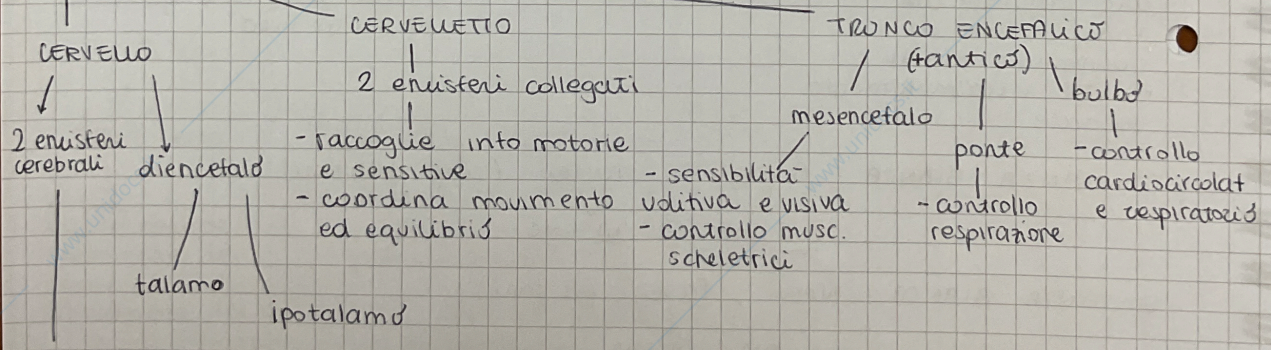 CERVELLO
2 emisferi
cerebrali
diencefalo
talamo
ipotalamo
CERVELLETTO
2 emisferi collegati
- raccoglie info motorie
e sensitive
- coordina movimento
ed equilibrio
TRONCO ENCEFALICO
(+antico)
mesencefalo
- sensibilità
uditiva e visiva
- controllo musc.
scheletrici
ponte
- controllo
respirazione
bulbo
- controllo
cardiocircolat
e respiratorio